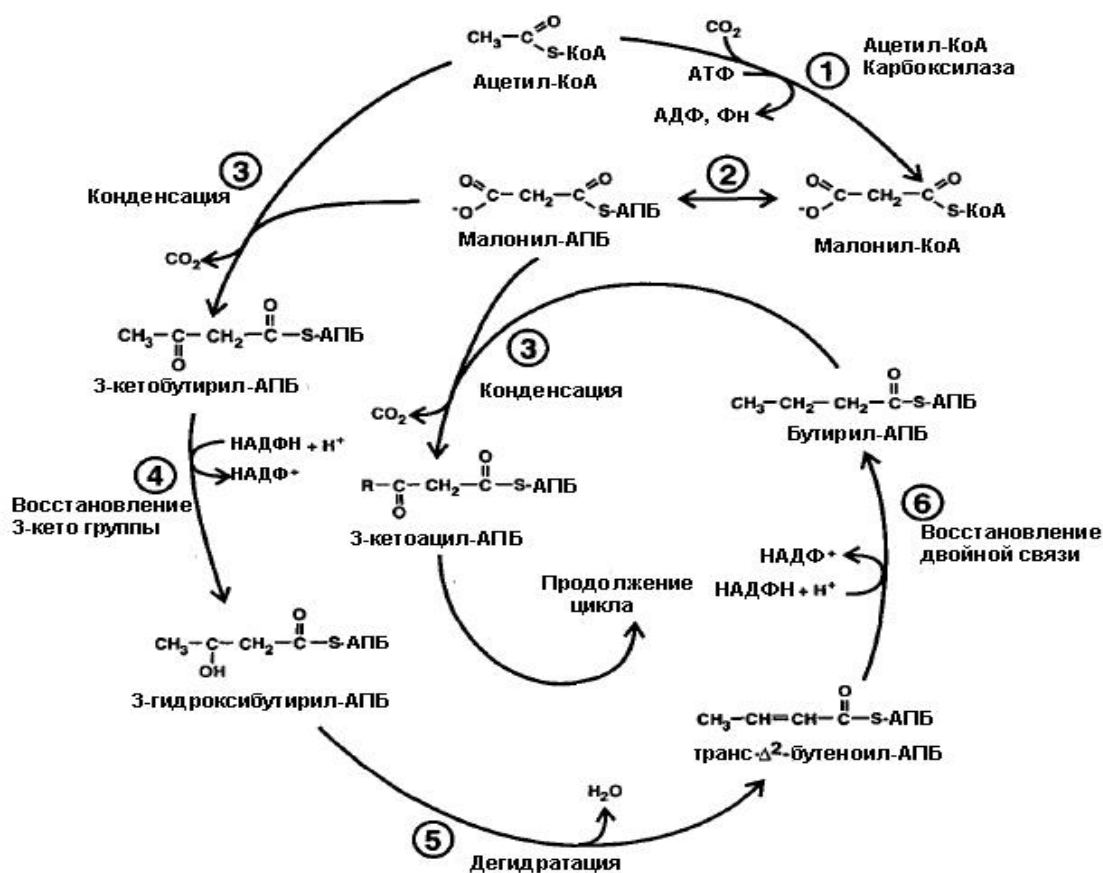 CH₃—C
O
S-КоА
Ацетил-КоА
CO₂
АТФ
АДФ, Фн
1
Ацетил-КоА
Карбоксилаза
3
Конденсация
CO₂
O
⁻O
C—CH₂—C
O
S-АПБ
Малонил-АПБ
2
O
⁻O
C—CH₂—C
O
S-КоА
Малонил-КоА
O
CH₃—C—CH₂—C—S-АПБ
O
3-кетобутирил-АПБ
3
Конденсация
CO₂
O
R—C—CH₂—C—S-АПБ
O
3-кетоацил-АПБ
O
CH₃—CH₂—CH₂—C—S-АПБ
Бутирил-АПБ
4
НАДФН + H⁺
НАДФ⁺
Восстановление
3-кето группы
6
Восстановление
двойной связи
НАДФ⁺
НАДФН + H⁺
Продолжение
цикла
O
CH₃—C—CH₂—C—S-АПБ
OH
3-гидроксибутирил-АПБ
O
CH₃—CH=CH—C—S-АПБ
транс-Δ²-бутеноил-АПБ
H₂O
5
Дегидратация